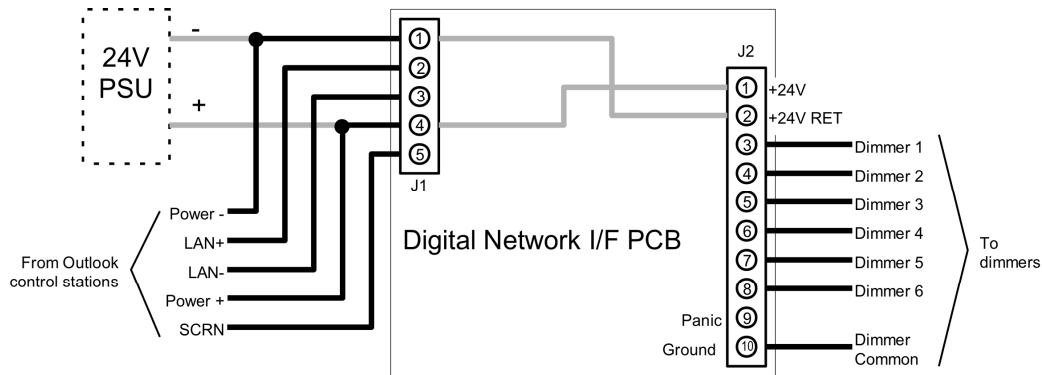 24V
PSU
-
+
1
2
3
4
5
J1
Power -
LAN+
LAN-
Power +
SCRN
From Outlook
control stations
Digital Network I/F PCB
J2
1 +24V
2 +24V RET
3 Dimmer 1
4 Dimmer 2
5 Dimmer 3
6 Dimmer 4
7 Dimmer 5
8 Dimmer 6
Panic 9
Ground 10 Dimmer
Common
To
dimmers